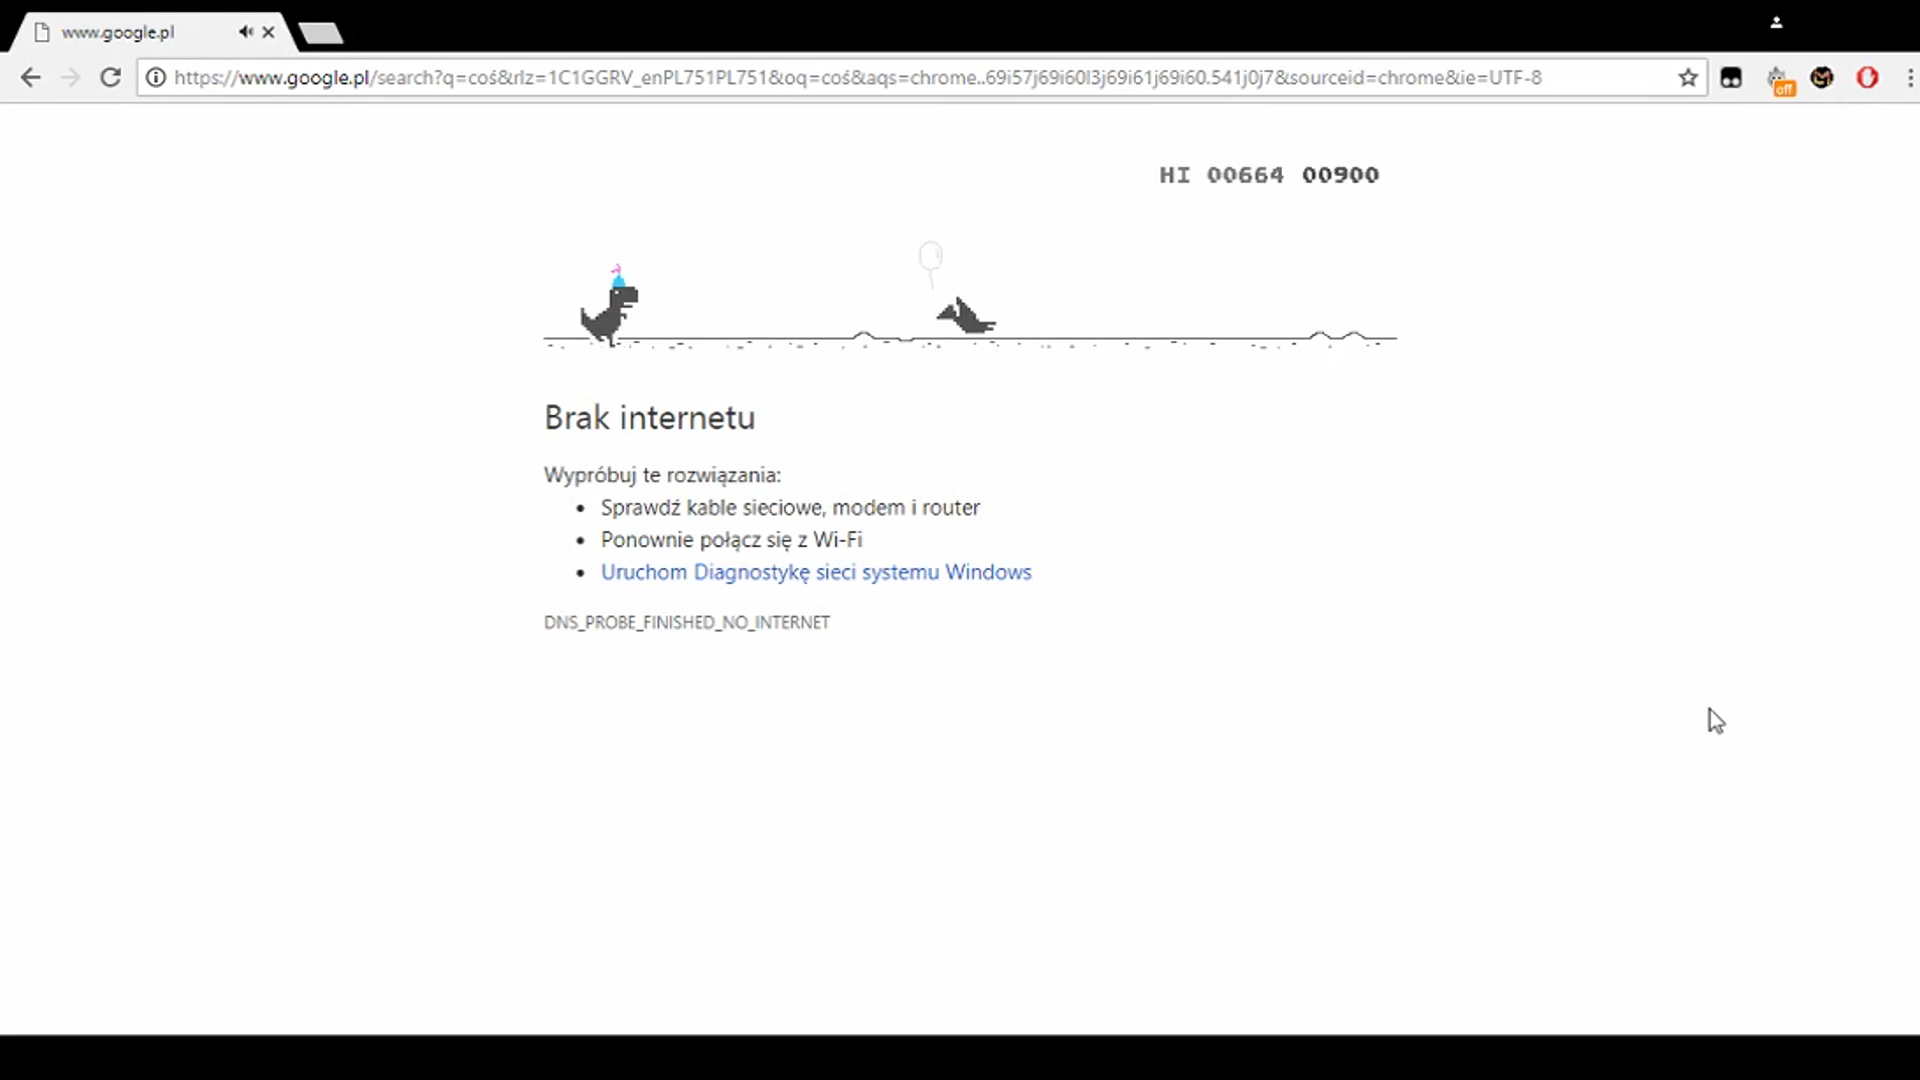 www.google.pl
https://www.google.pl/search?q=coś&rlz=1C1GGRV_enPL751PL751&oq=coś&aqs=chrome..69i57j69i60l3j69i61j69i60.541j0j7&sourceid=chrome&ie=UTF-8
off
HI 00664 00900
Brak internetu
Wypróbuj te rozwiązania:
• Sprawdź kable sieciowe, modem i router
• Ponownie połącz się z Wi-Fi
• Uruchom Diagnostykę sieci systemu Windows
DNS_PROBE_FINISHED_NO_INTERNET